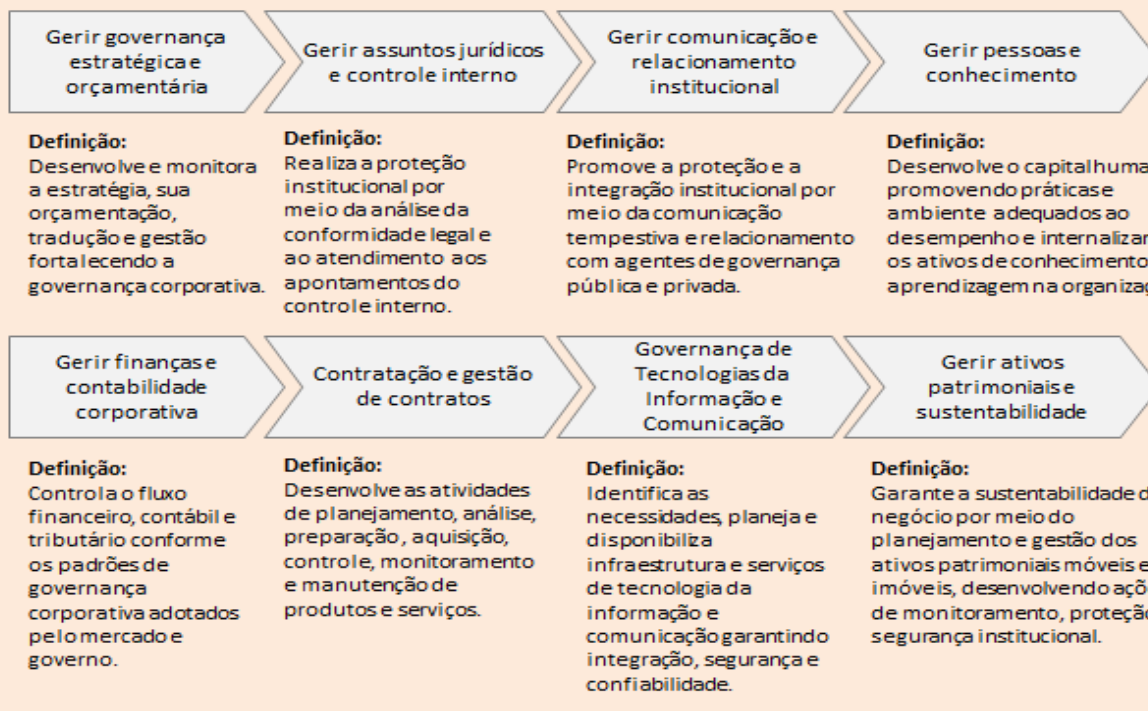 Gerir governança
estratégica e
orçamentária
Gerir assuntos jurídicos
e controle interno
Gerir comunicação e
relacionamento
institucional
Gerir pessoas e
conhecimento
Definição:
Desenvolve e monitora
a estratégia, sua
orçamentação,
tradução e gestão
fortalecendo a
governança corporativa.
Definição:
Realiza a proteção
institucional por
meio da análise da
conformidade legal e
ao atendimento aos
apontamentos do
controle interno.
Definição:
Promove a proteção e a
integração institucional por
meio da comunicação
tempestiva e relacionamento
com agentes de governança
pública e privada.
Definição:
Desenvolve o capital
promovendo práticas e
ambiente adequados ao
desempenho e
os ativos de conhecimento
aprendizagem na
Gerir finanças e
contabilidade
corporativa
Contratação e gestão
de contratos
Governança de
Tecnologias da
Informação e
Comunicação
Gerir ativos
patrimoniais e
sustentabilidade
Definição:
Controla o fluxo
financeiro, contábil e
tributário conforme
os padrões de
governança
corporativa adotados
pelo mercado e
governo.
Definição:
Desenvolve as atividades
de planejamento, análise,
preparação, aquisição,
controle, monitoramento
e manutenção de
produtos e serviços.
Definição:
Identifica as
necessidades, planeja e
disponibiliza
infraestrutura e serviços
de tecnologia da
informação e
comunicação garantindo
integração, segurança e
confiabilidade.
Definição:
Garante a sustentabilidade
negócio por meio do
planejamento e gestão dos
ativos patrimoniais móveis e
imóveis, desenvolvendo
de monitoramento,
segurança institucional.